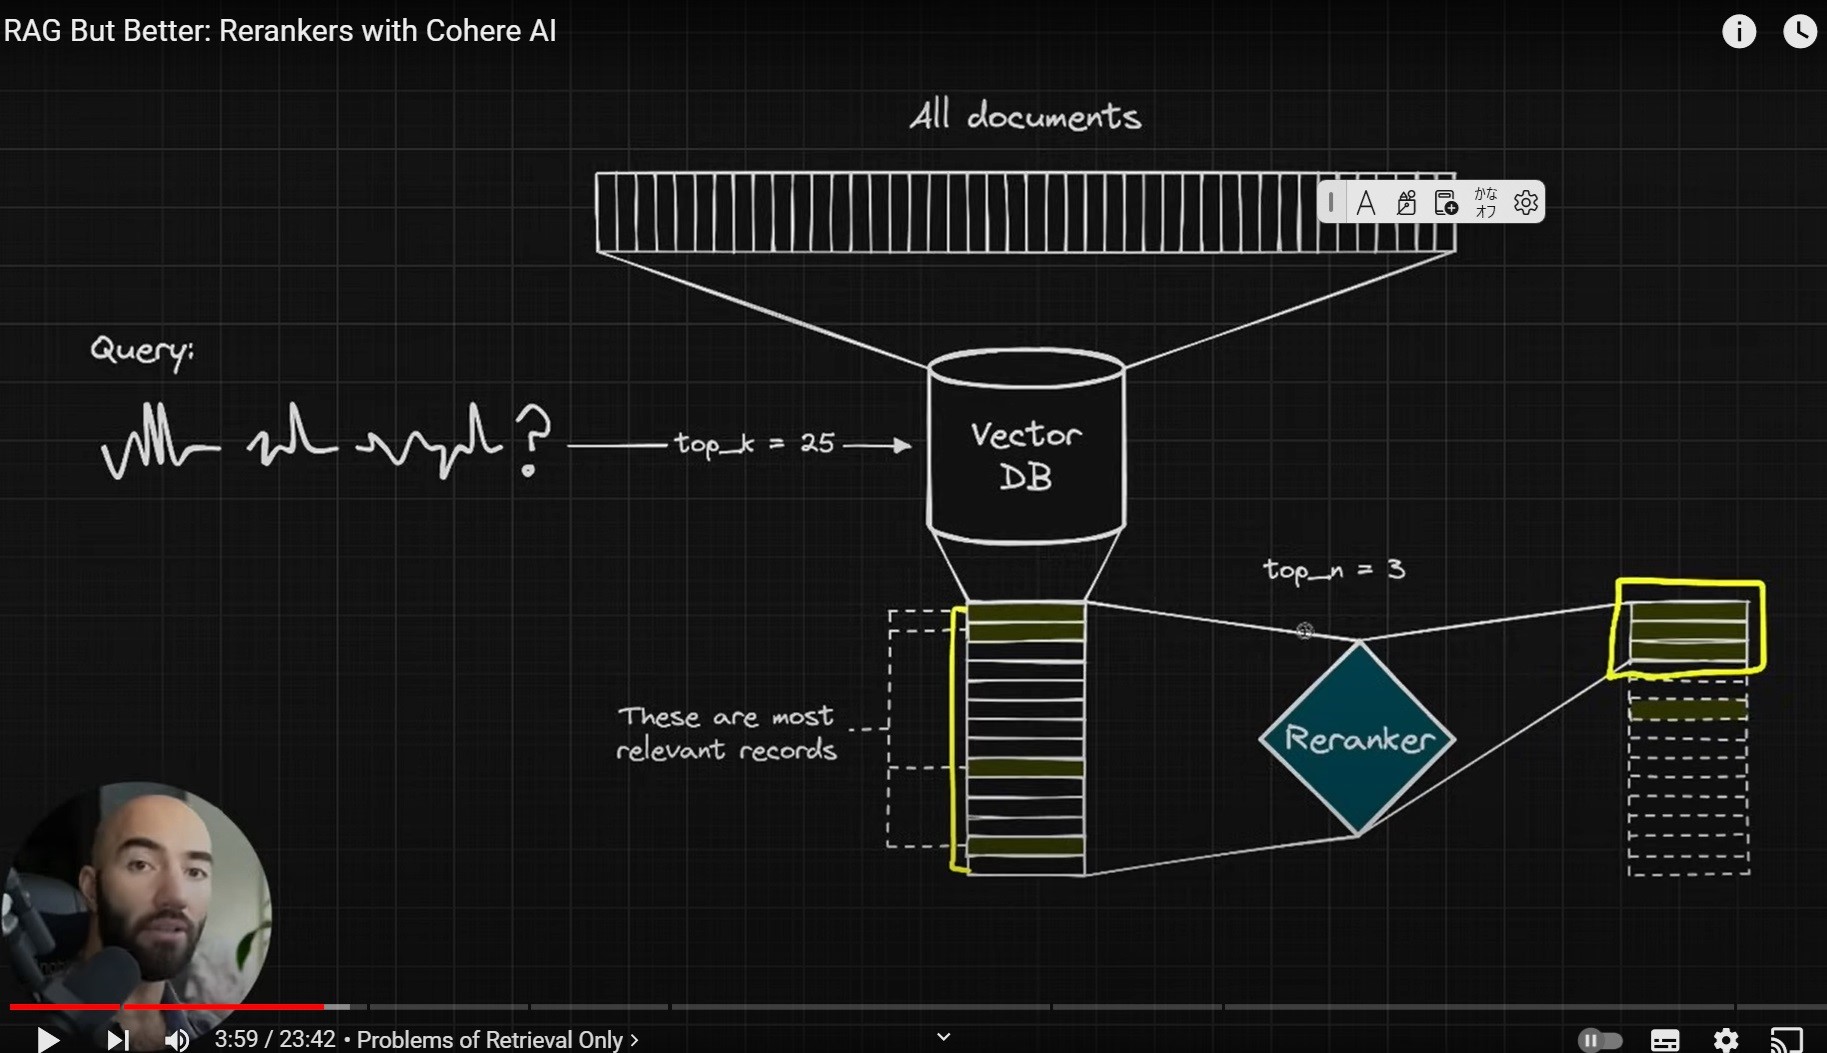 RAG But Better: Rerankers with Cohere AI
All documents
A
かな
オフ
Query:
?
top_k = 25
Vector
DB
top_n = 3
These are most
relevant records
Reranker
3:59 / 23:42 • Problems of Retrieval Only >